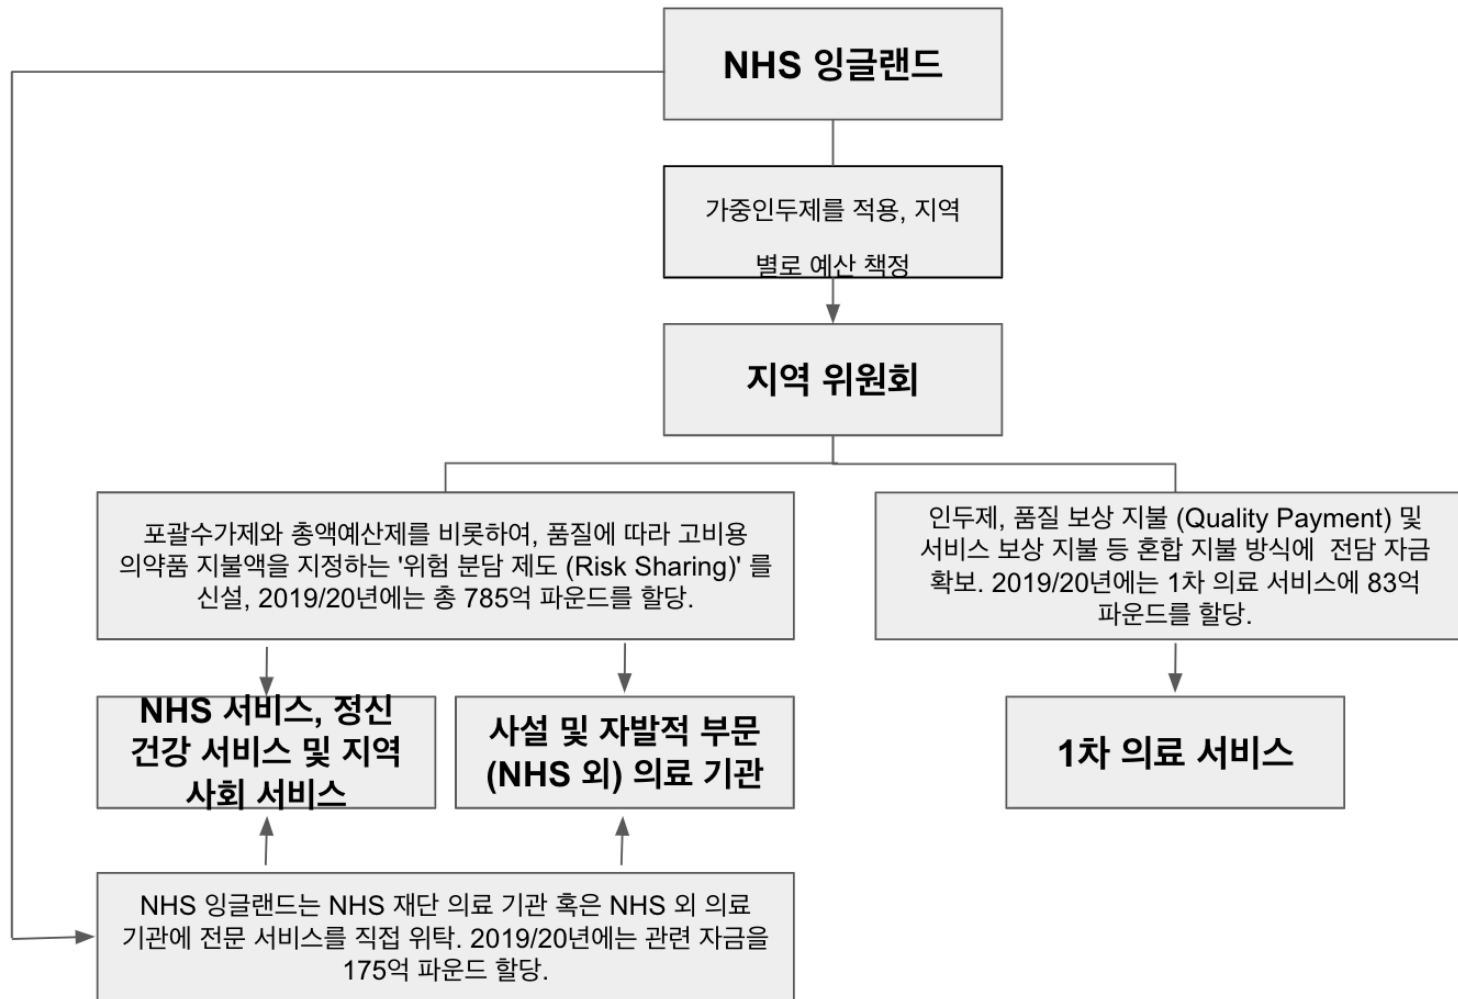 NHS 잉글랜드
가중인두제를 적용, 지역
별로 예산 책정
지역 위원회
포괄수가제와 총액예산제를 비롯하여, 품질에 따라 고비용
의약품 지불액을 지정하는 '위험 분담 제도 (Risk Sharing)' 를
신설, 2019/20년에는 총 785억 파운드를 할당.
인두제, 품질 보상 지불 (Quality Payment) 및
서비스 보상 지불 등 혼합 지불 방식에 전담 자금
확보. 2019/20년에는 1차 의료 서비스에 83억
파운드를 할당.
NHS 서비스, 정신
건강 서비스 및 지역
사회 서비스
사설 및 자발적 부문
(NHS 외) 의료 기관
1차 의료 서비스
NHS 잉글랜드는 NHS 재단 의료 기관 혹은 NHS 외 의료
기관에 전문 서비스를 직접 위탁. 2019/20년에는 관련 자금을
175억 파운드 할당.